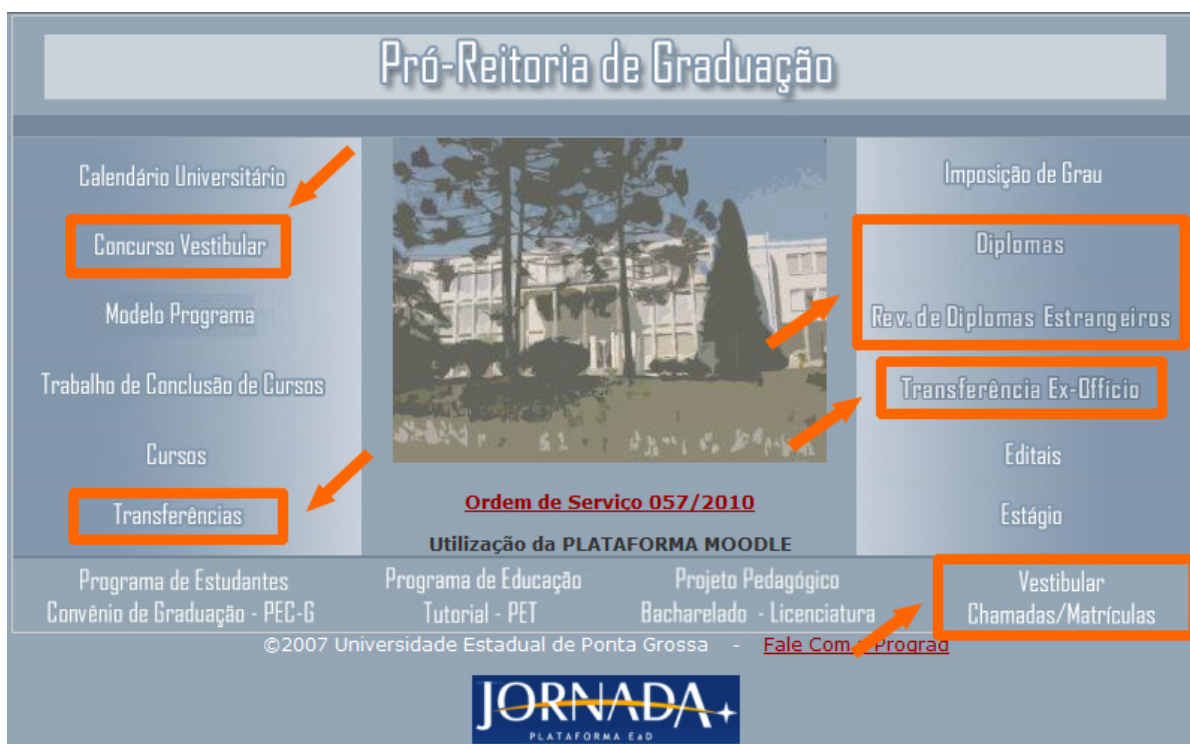 Pró-Reitoria de Graduação
Calendário Universitário
Concurso Vestibular
Modelo Programa
Trabalho de Conclusão de Cursos
Cursos
Transferências
Imposição de Grau
Diplomas
Rev. de Diplomas Estrangeiros
Transferência Ex-Offício
Editais
Estágio
Ordem de Serviço 057/2010
Utilização da PLATAFORMA MOODLE
Programa de Estudantes
Convênio de Graduação - PEC-G
Programa de Educação
Tutorial - PET
Projeto Pedagógico
Bacharelado - Licenciatura
Vestibular
Chamadas/Matrículas
©2007 Universidade Estadual de Ponta Grossa - Fale Com a Prograd
JORNADA+
PLATAFORMA EAD